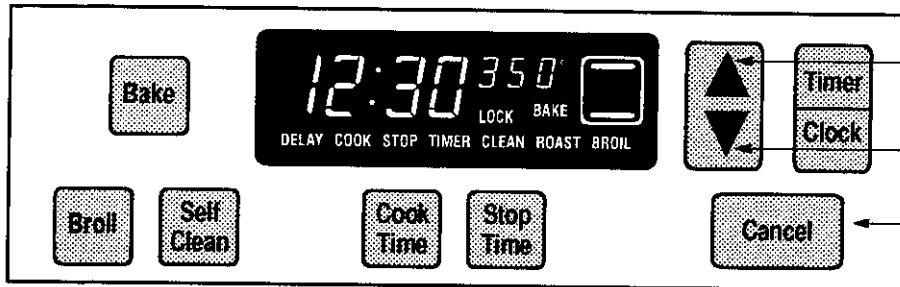 Bake
12:30 350°
LOCK BAKE
DELAY COOK STOP TIMER CLEAN ROAST BROIL
Timer
Clock
Broil
Self
Clean
Cook
Time
Stop
Time
Cancel